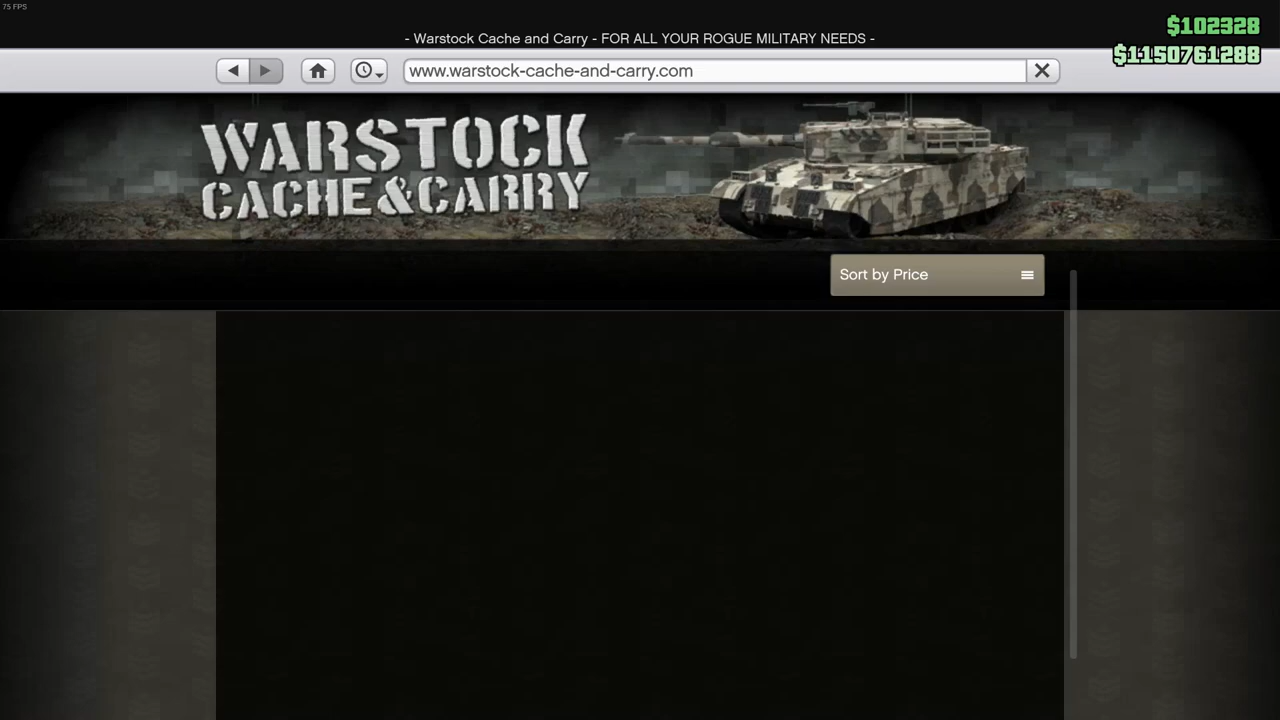 75 FPS
$102328
- Warstock Cache and Carry - FOR ALL YOUR ROGUE MILITARY NEEDS -
$1150761288
www.warstock-cache-and-carry.com
WARSTOCK
CACHE&CARRY
Sort by Price